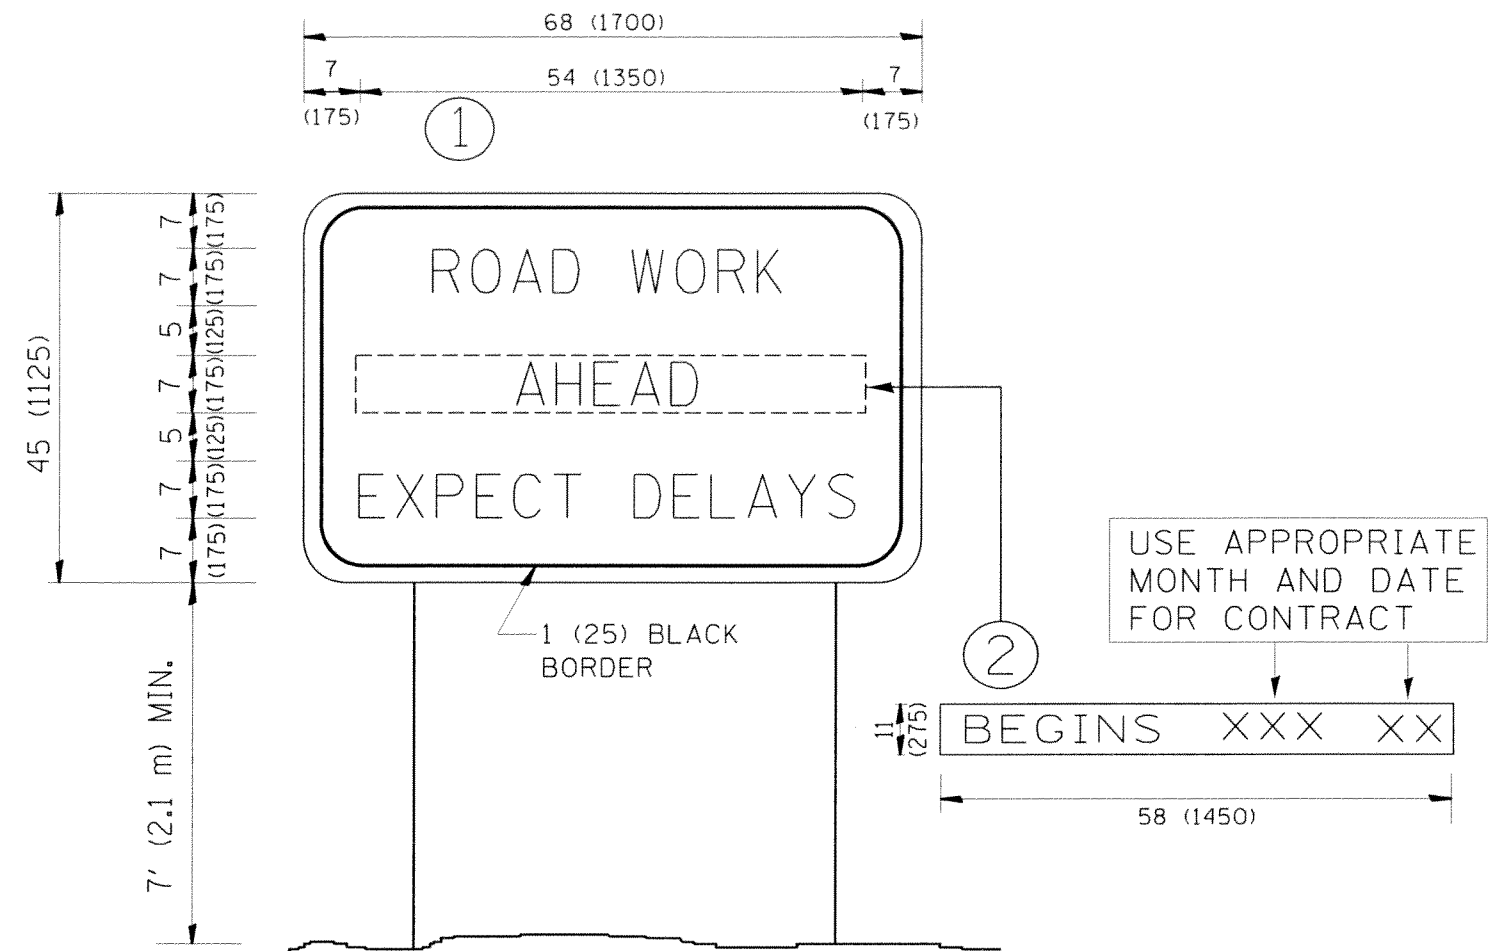 68 (1700)
7
54 (1350)
7
(175)
(175)
1
45 (1125)
7
(175)
7
(175)
5
(125)
7
(175)
5
(125)
7
(175)
7
(175)
ROAD WORK
AHEAD
EXPECT DELAYS
1 (25) BLACK
BORDER
7' (2.1 m) MIN.
2
USE APPROPRIATE
MONTH AND DATE
FOR CONTRACT
11
(275)
BEGINS XXX XX
58 (1450)